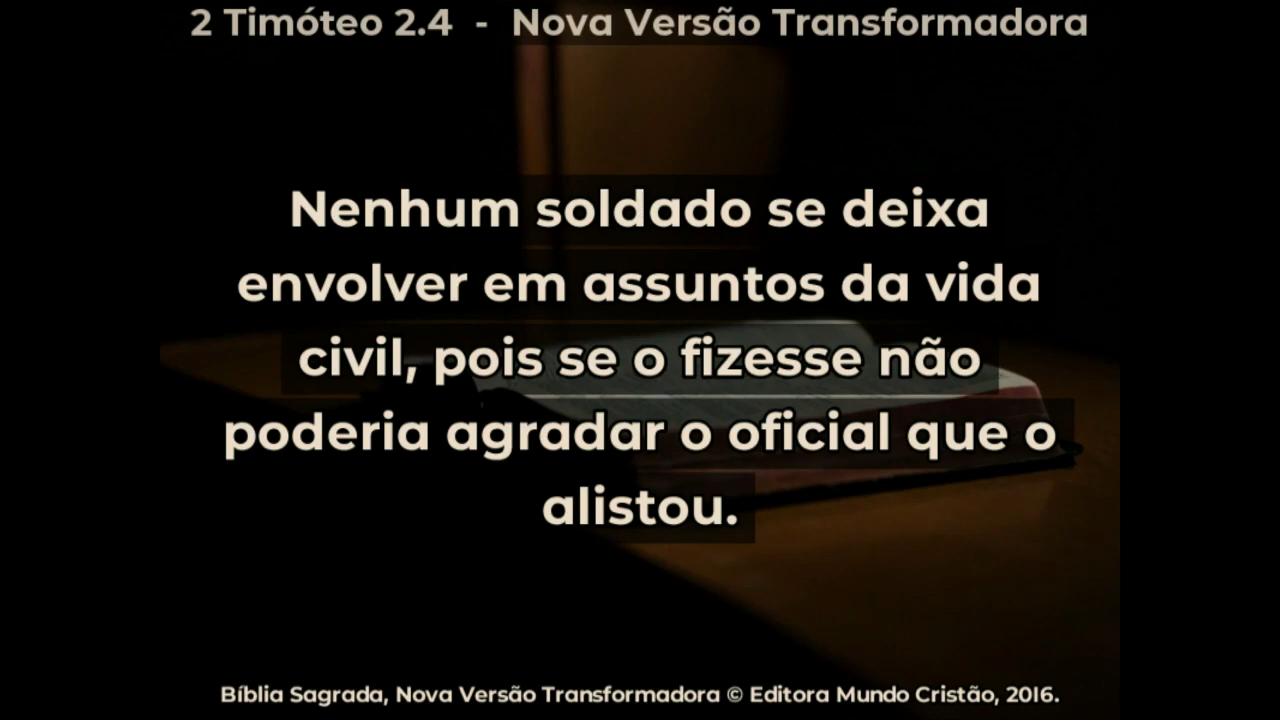 2 Timóteo 2.4 - Nova Versão Transformadora
Nenhum soldado se deixa
envolver em assuntos da vida
civil, pois se o fizesse não
poderia agradar o oficial que o
alistou.
Bíblia Sagrada, Nova Versão Transformadora © Editora Mundo Cristão, 2016.